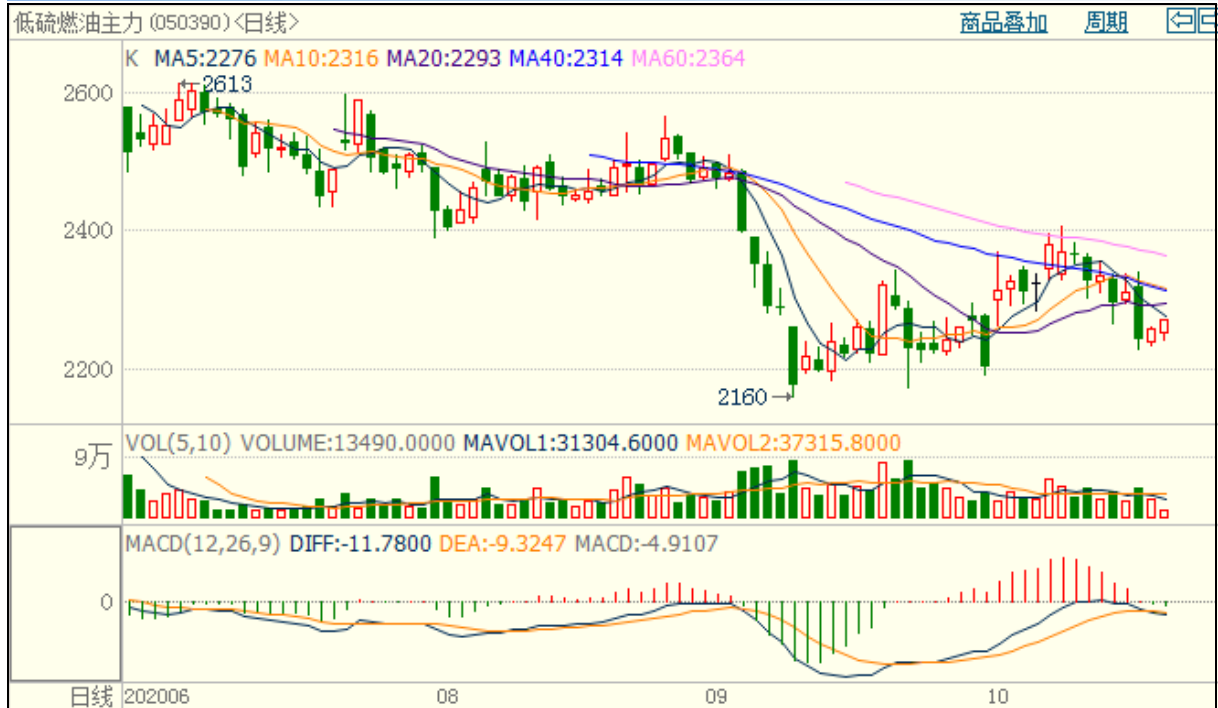 低硫燃油主力 (050390)<日线> 商品叠加 周期
K MA5:2276 MA10:2316 MA20:2293 MA40:2314 MA60:2364
2613
2600
2400
2200
2160
VOL(5,10) VOLUME:13490.0000 MAVOL1:31304.6000 MAVOL2:37315.8000
9万
MACD(12,26,9) DIFF:-11.7800 DEA:-9.3247 MACD:-4.9107
0
日线 202006 08 09 10